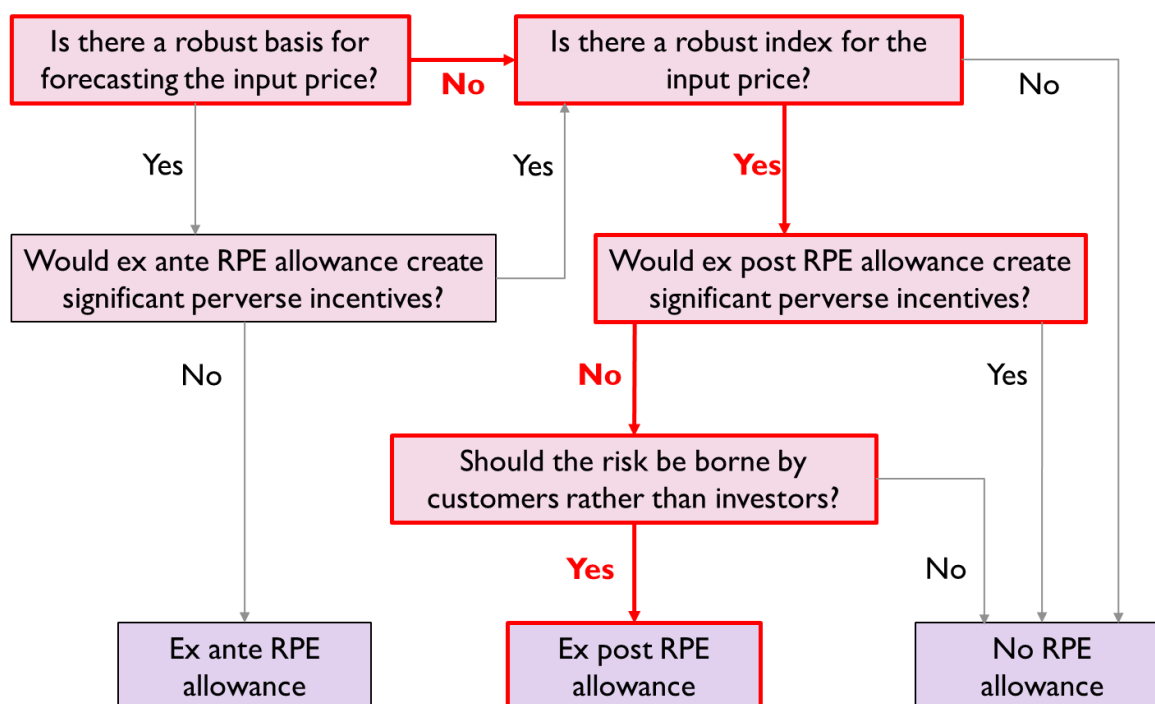 Is there a robust basis for
forecasting the input price?
No
Is there a robust index for the
input price?
No
Yes
Yes
Yes
Would ex ante RPE allowance create
significant perverse incentives?
Would ex post RPE allowance create
significant perverse incentives?
No
No
Yes
Should the risk be borne by
customers rather than investors?
Yes
No
Ex ante RPE
allowance
Ex post RPE
allowance
No RPE
allowance